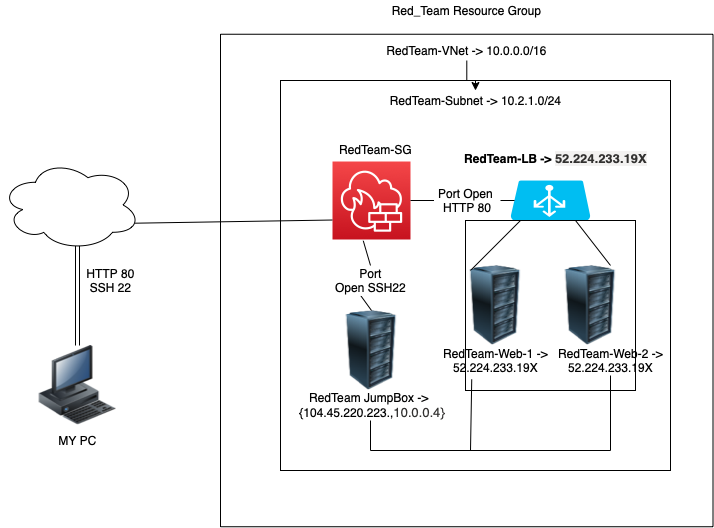 Red_Team Resource Group
RedTeam-VNet -> 10.0.0.0/16
RedTeam-Subnet -> 10.2.1.0/24
RedTeam-SG
RedTeam-LB -> 52.224.233.19X
Port Open
HTTP 80
HTTP 80
SSH 22
Port
Open SSH22
RedTeam-Web-1 ->
52.224.233.19X
RedTeam-Web-2 ->
52.224.233.19X
RedTeam JumpBox ->
{104.45.220.223.,10.0.0.4}
MY PC